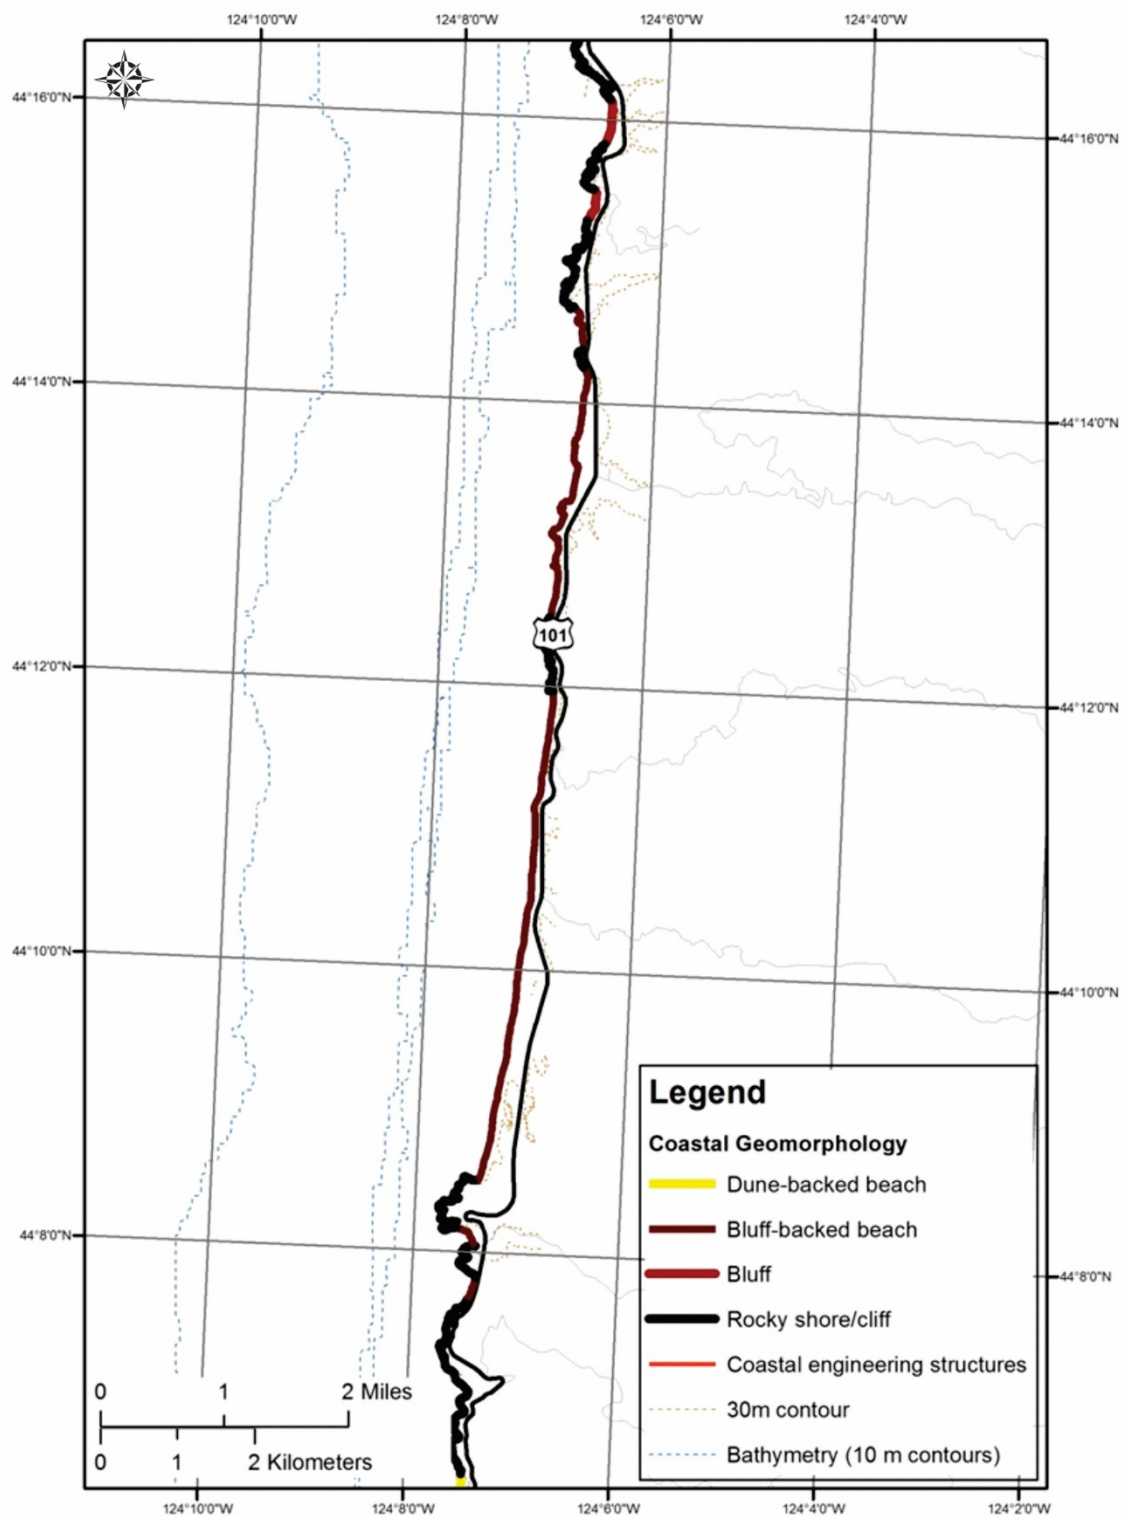 124°10'0"W 124°8'0"W 124°6'0"W 124°4'0"W
44°16'0"N
44°16'0"N
44°14'0"N
44°14'0"N
101
44°12'0"N
44°12'0"N
44°10'0"N
44°10'0"N
Legend
Coastal Geomorphology
Dune-backed beach
Bluff-backed beach
44°8'0"N
Bluff
44°8'0"N
Rocky shore/cliff
Coastal engineering structures
0 1 2 Miles
30m contour
Bathymetry (10 m contours)
0 1 2 Kilometers
124°10'0"W 124°8'0"W 124°6'0"W 124°4'0"W 124°2'0"W